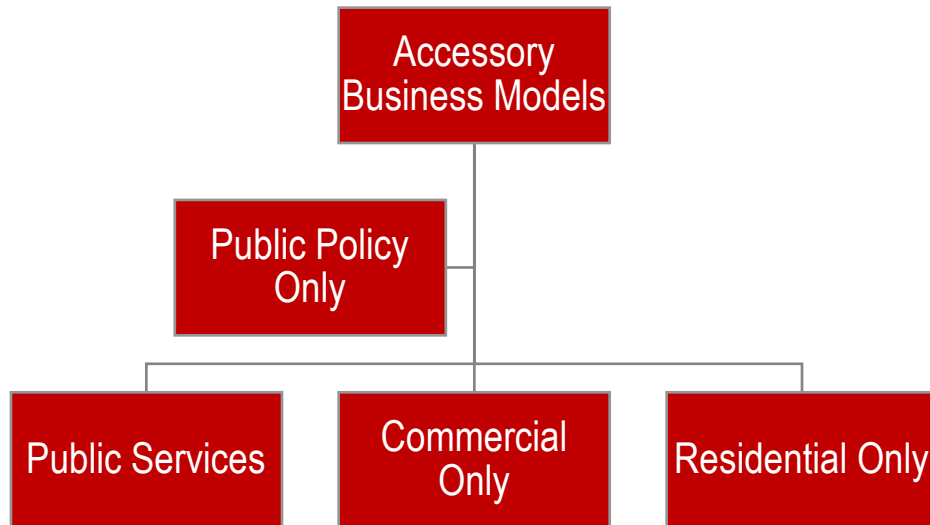 Accessory
Business Models
Public Policy
Only
Public Services
Commercial
Only
Residential Only